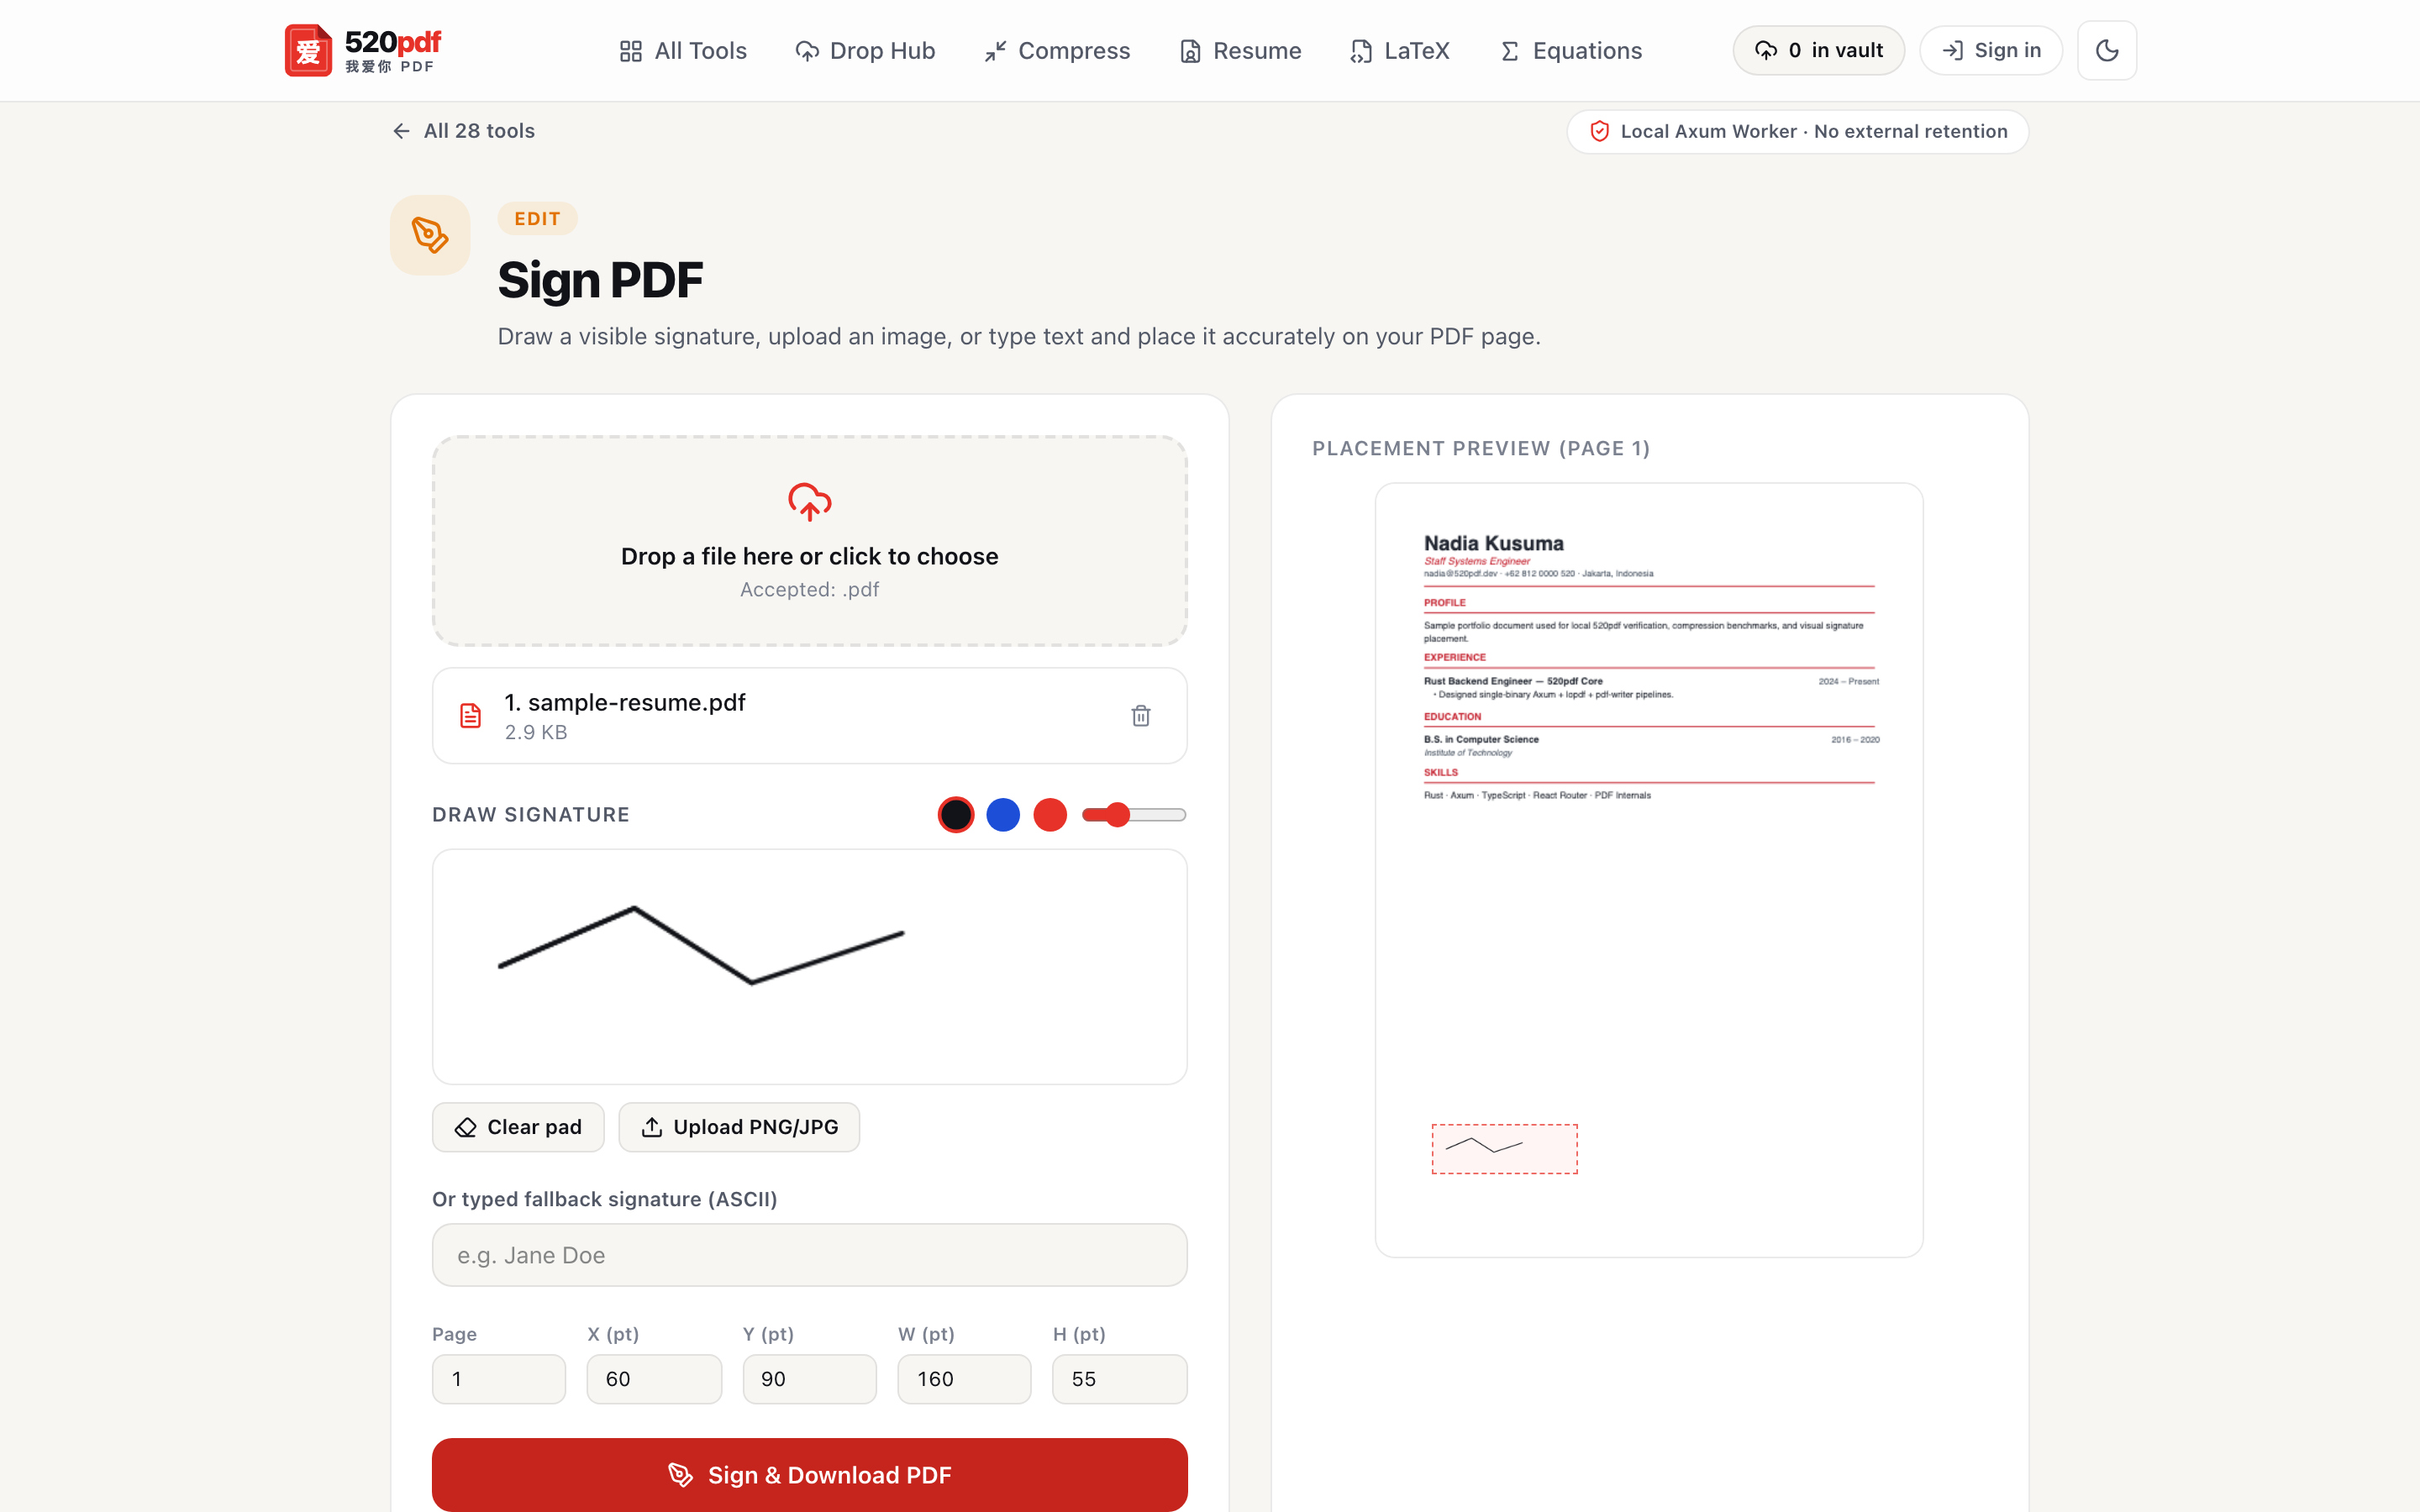 爱
520pdf
我爱你 PDF
All Tools
Drop Hub
Compress
Resume
LaTeX
Equations
0 in vault
Sign in
All 28 tools
Local Axum Worker · No external retention
EDIT
Sign PDF
Draw a visible signature, upload an image, or type text and place it accurately on your PDF page.
Drop a file here or click to choose
Accepted: .pdf
1. sample-resume.pdf
2.9 KB
DRAW SIGNATURE
Clear pad
Upload PNG/JPG
Or typed fallback signature (ASCII)
e.g. Jane Doe
Page X (pt) Y (pt) W (pt) H (pt)
1 60 90 160 55
Sign & Download PDF
PLACEMENT PREVIEW (PAGE 1)
Nadia Kusuma
Staff Systems Engineer
nadia@520pdf.dev · +62 812 0000 520 · Jakarta, Indonesia
PROFILE
Sample portfolio document used for local 520pdf verification, compression benchmarks, and visual signature
placement.
EXPERIENCE
Rust Backend Engineer — 520pdf Core 2024 – Present
• Designed single-binary Axum + lopdf + pdf-writer pipelines.
EDUCATION
B.S. in Computer Science 2016 – 2020
Institute of Technology
SKILLS
Rust · Axum · TypeScript · React Router · PDF Internals